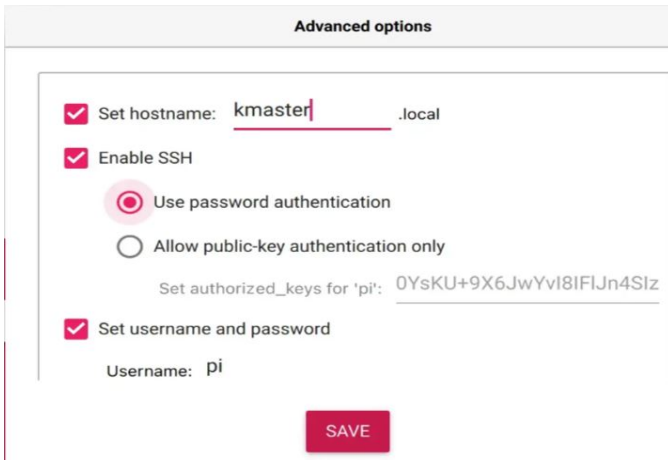 Advanced options
Set hostname: kmaster .local
Enable SSH
Use password authentication
Allow public-key authentication only
Set authorized_keys for 'pi': 0YsKU+9X6JwYvI8IFlJn4SIz
Set username and password
Username: pi
SAVE